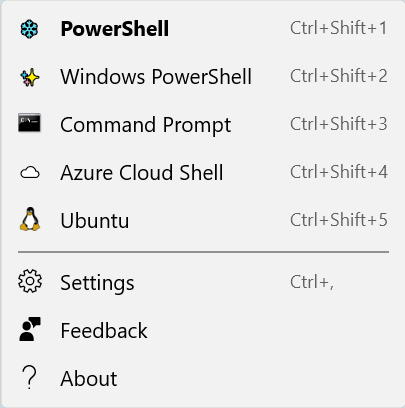 PowerShell Ctrl+Shift+1
Windows PowerShell Ctrl+Shift+2
Command Prompt Ctrl+Shift+3
Azure Cloud Shell Ctrl+Shift+4
Ubuntu Ctrl+Shift+5
Settings Ctrl+,
Feedback
About